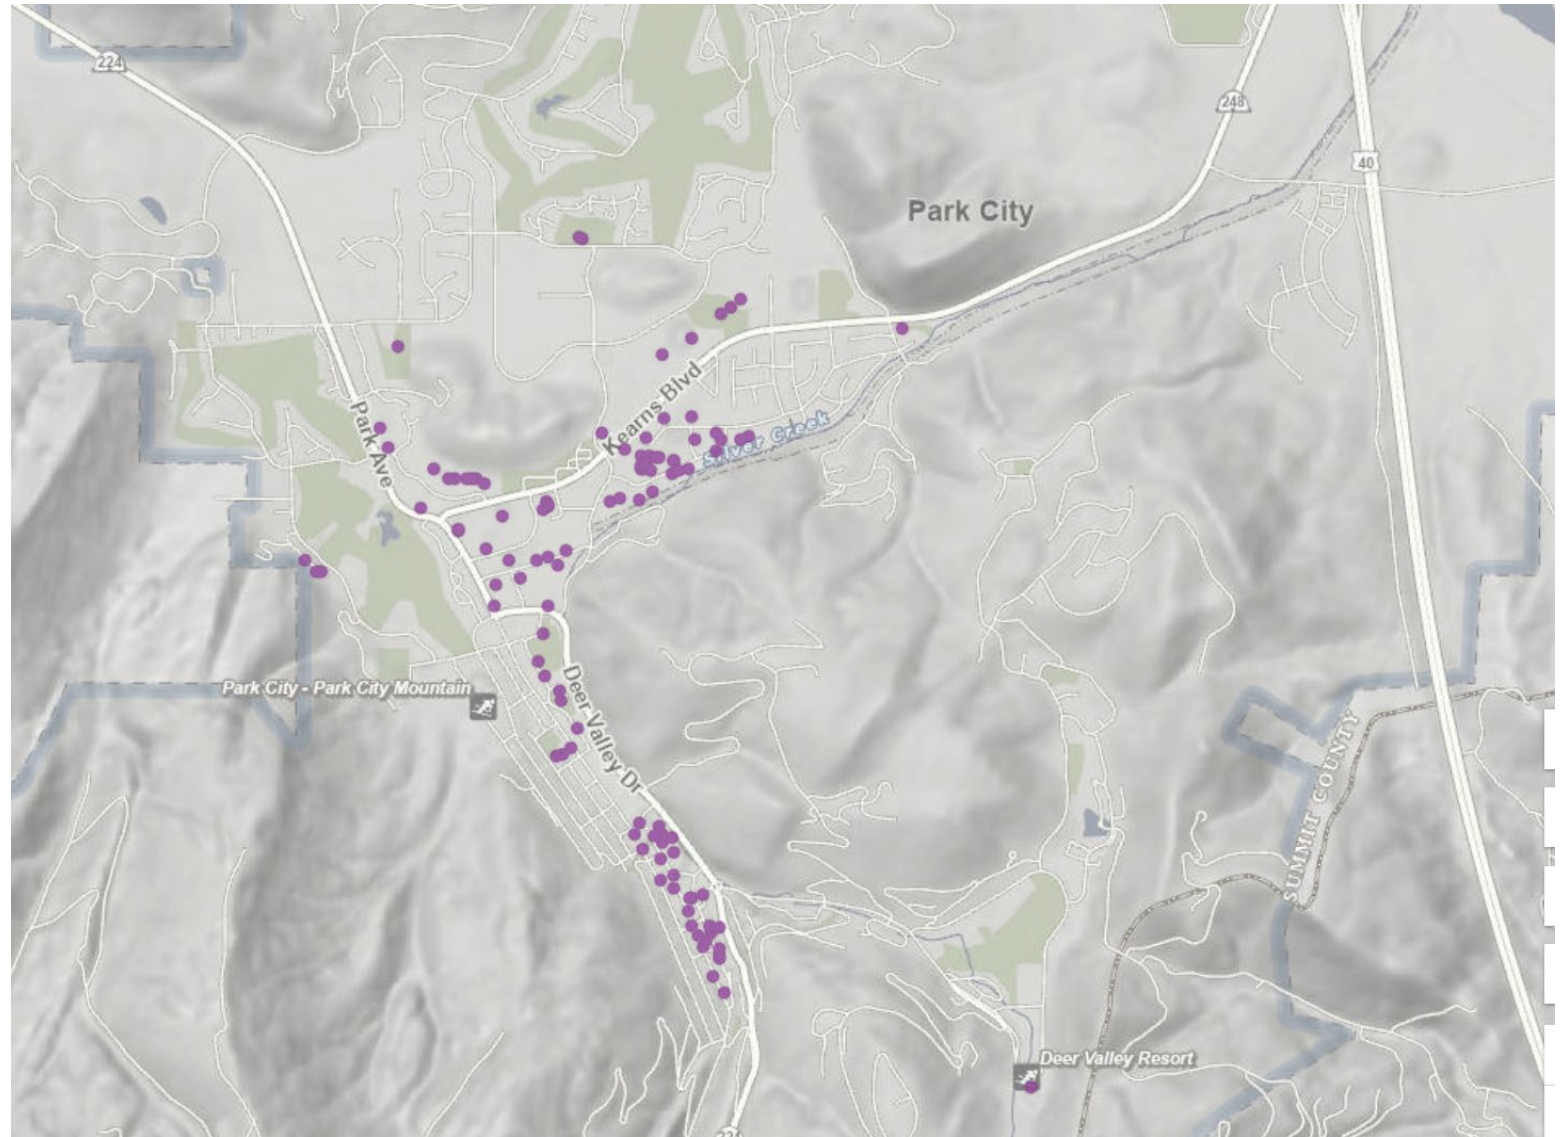 224
248
40
Park City
Park Ave
Kearns Blvd
Silver Creek
Deer Valley Dr
Park City - Park City Mountain
SUMMIT COUNTY
Deer Valley Resort